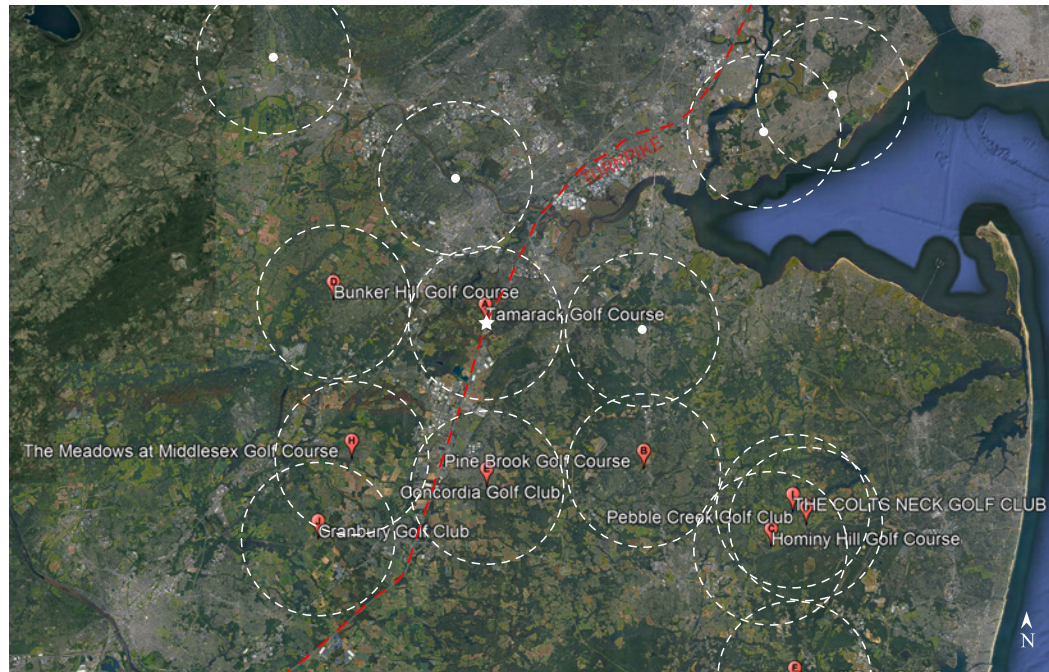 TURNPIKE
D
Bunker Hill Golf Course
A
Tamarack Golf Course
H
The Meadows at Middlesex Golf Course
B
Pine Brook Golf Course
Concordia Golf Club
THE COLTS NECK GOLF CLUB
Pebble Creek Golf Club
J
Cranbury Golf Club
C
Hominy Hill Golf Course
E
N